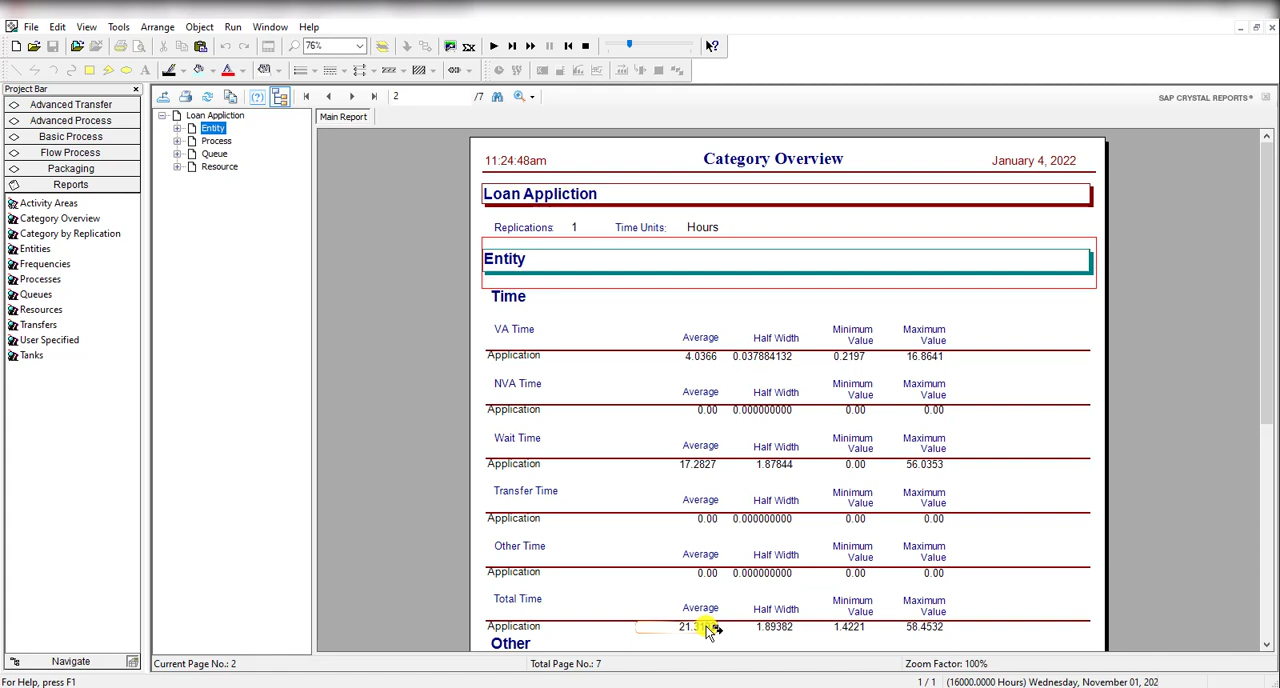 File Edit View Tools Arrange Object Run Window Help
76%
Project Bar
Advanced Transfer
Advanced Process
Basic Process
Flow Process
Packaging
Reports
Activity Areas
Category Overview
Category by Replication
Entities
Frequencies
Processes
Queues
Resources
Transfers
User Specified
Tanks
Navigate
2 /7
SAP CRYSTAL REPORTS®
Loan Appliction
Entity
Process
Queue
Resource
Main Report
11:24:48am Category Overview January 4, 2022
Loan Appliction
Replications: 1 Time Units: Hours
Entity
Time
VA Time Average Half Width Minimum Value Maximum Value
Application 4.0366 0.037884132 0.2197 16.8641
NVA Time Average Half Width Minimum Value Maximum Value
Application 0.00 0.000000000 0.00 0.00
Wait Time Average Half Width Minimum Value Maximum Value
Application 17.2827 1.87844 0.00 56.0353
Transfer Time Average Half Width Minimum Value Maximum Value
Application 0.00 0.000000000 0.00 0.00
Other Time Average Half Width Minimum Value Maximum Value
Application 0.00 0.000000000 0.00 0.00
Total Time Average Half Width Minimum Value Maximum Value
Application 1.89382 1.4221 58.4532
Other
Current Page No.: 2 Total Page No.: 7 Zoom Factor: 100%
For Help, press F1 1 / 1 (16000.0000 Hours) Wednesday, November 01, 202